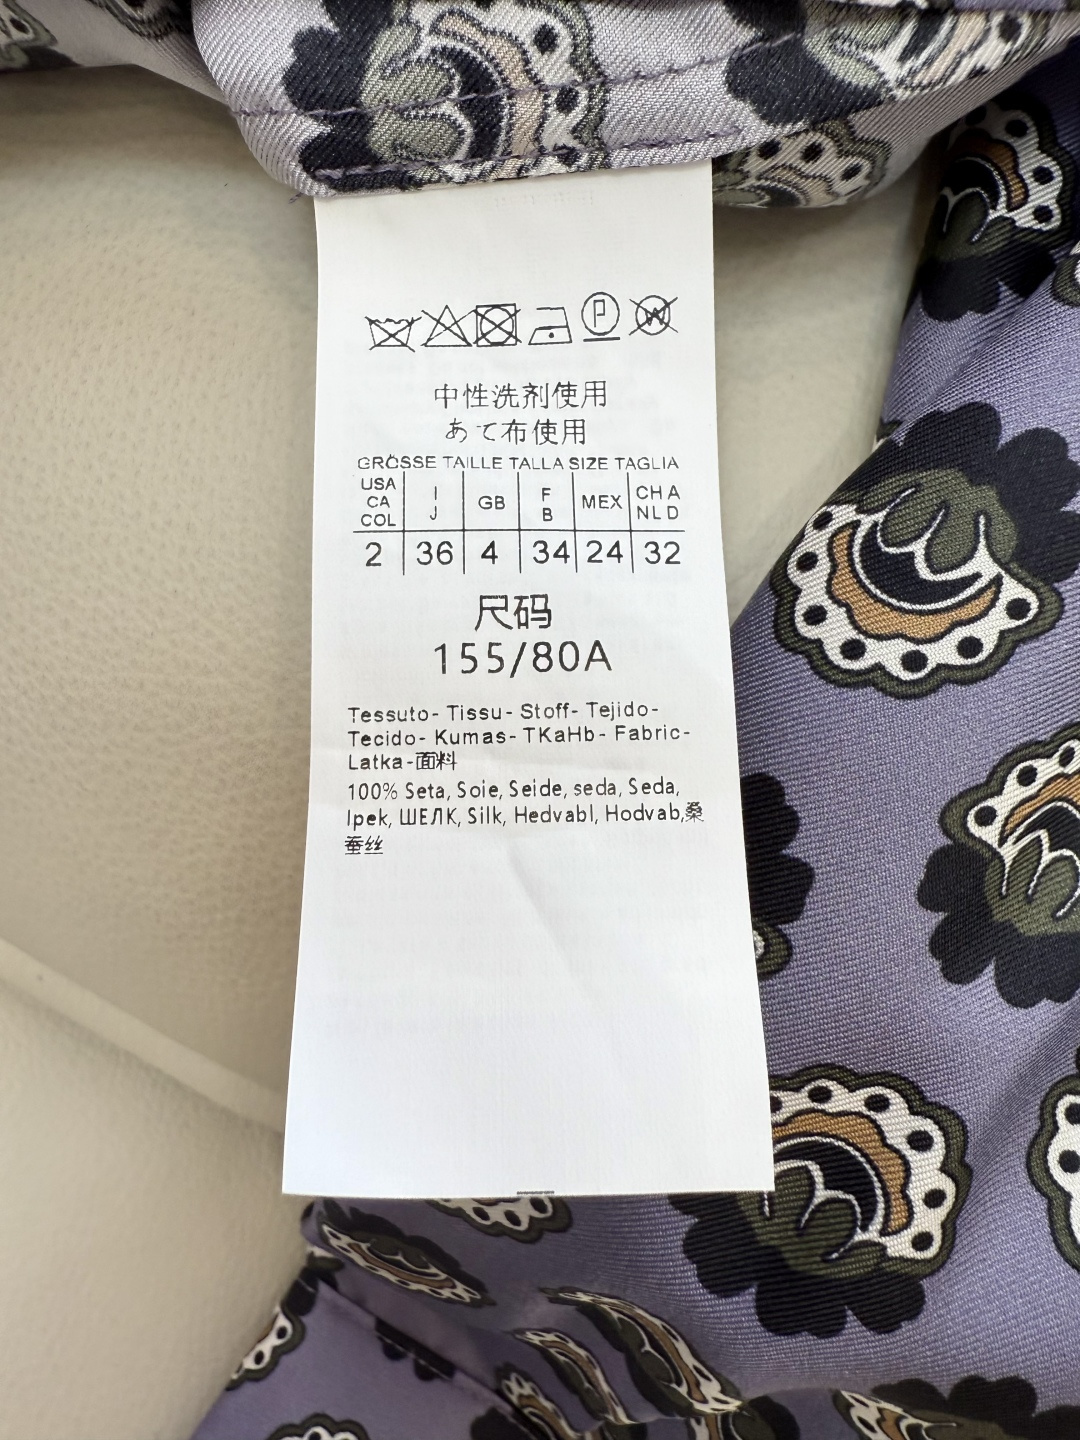 中性洗剂使用
あて布使用
GRÖSSE TAILLE TALLA SIZE TAGLIA
USA CA COL I J GB F B MEX CH A NL D
2 36 4 34 24 32
尺码
155/80A
Tessuto- Tissu- Stoff- Tejido-
Tecido- Kumas- TKaHb- Fabric-
Latka-面料
100% Seta, Soie, Seide, seda, Seda,
Ipek, ШЕЛК, Silk, Hedvabl, Hodvab,桑
蚕丝